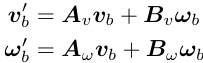 𝒗′_b = 𝑨_v 𝒗_b + 𝑩_v 𝝎_b
𝝎′_b = 𝑨_ω 𝒗_b + 𝑩_ω 𝝎_b